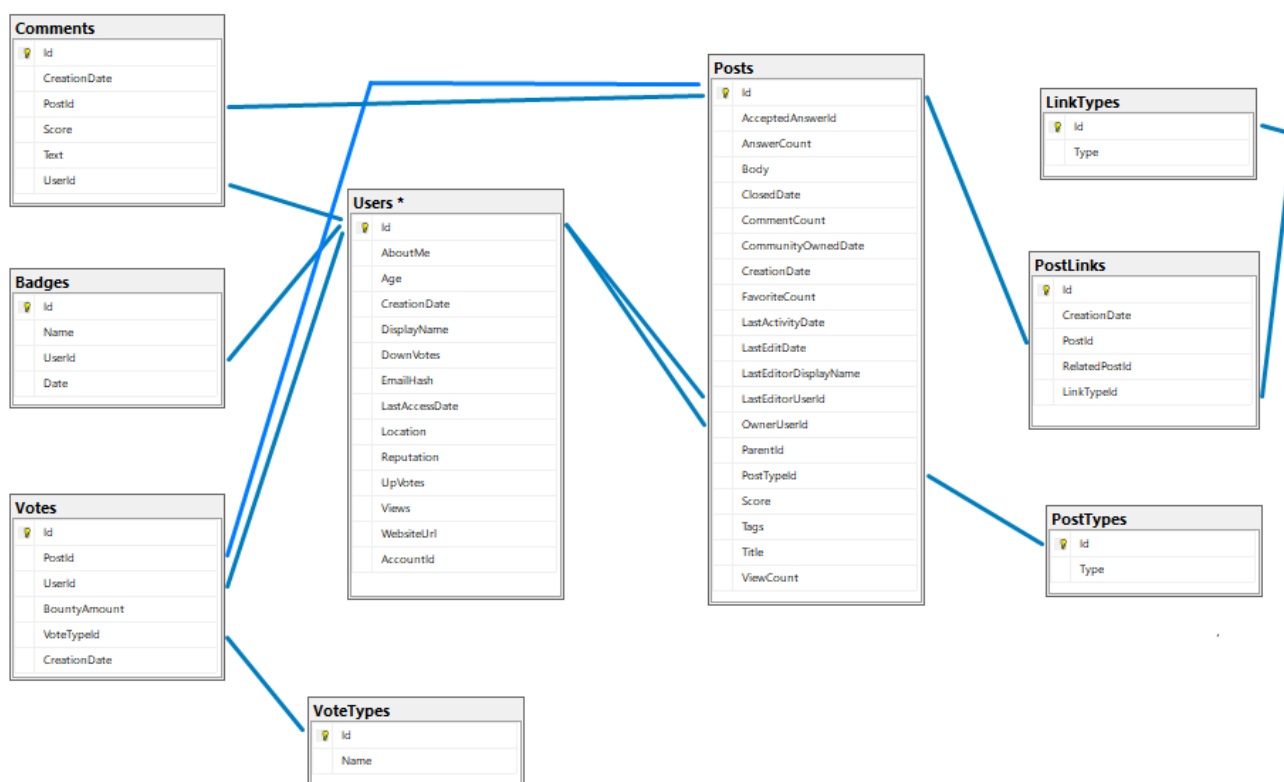 Comments
Id
CreationDate
PostId
Score
Text
UserId
Badges
Id
Name
UserId
Date
Votes
Id
PostId
UserId
BountyAmount
VoteTypeId
CreationDate
Users *
Id
AboutMe
Age
CreationDate
DisplayName
DownVotes
EmailHash
LastAccessDate
Location
Reputation
UpVotes
Views
WebsiteUrl
AccountId
VoteTypes
Id
Name
Posts
Id
AcceptedAnswerId
AnswerCount
Body
ClosedDate
CommentCount
CommunityOwnedDate
CreationDate
FavoriteCount
LastActivityDate
LastEditDate
LastEditorDisplayName
LastEditorUserId
OwnerUserId
ParentId
PostTypeId
Score
Tags
Title
ViewCount
LinkTypes
Id
Type
PostLinks
Id
CreationDate
PostId
RelatedPostId
LinkTypeId
PostTypes
Id
Type